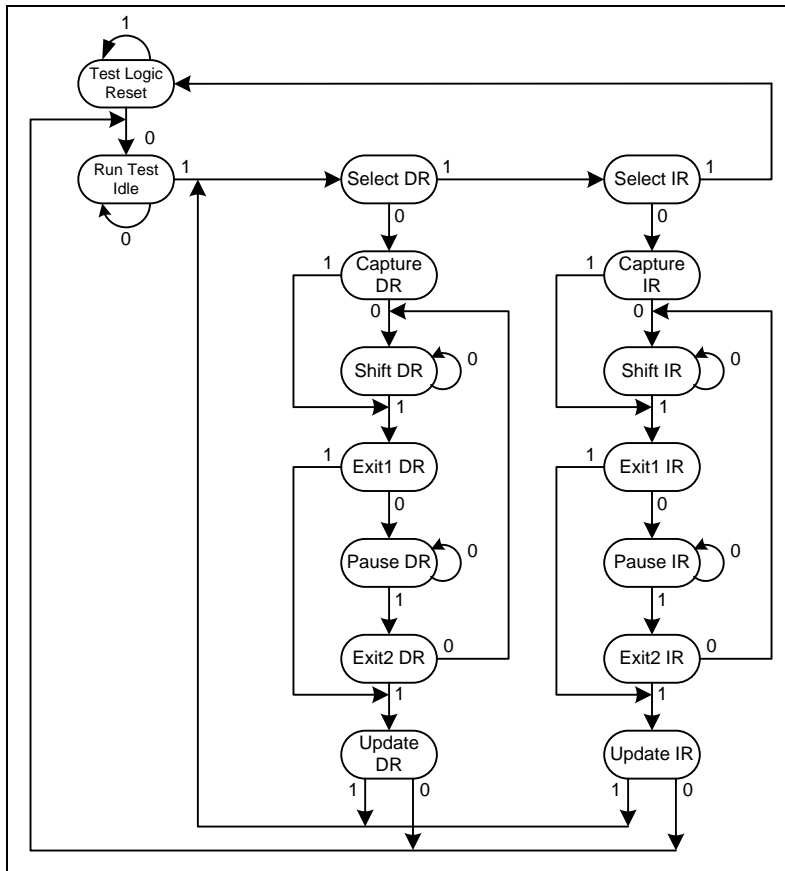 1
Test Logic
Reset
0
Run Test
Idle
1
0
Select DR
1
Select IR
1
0
0
1
Capture
DR
0
1
Capture
IR
0
Shift DR
0
Shift IR
0
1
1
1
Exit1 DR
1
Exit1 IR
0
0
Pause DR
0
Pause IR
0
1
1
Exit2 DR
0
Exit2 IR
0
1
1
Update
DR
Update IR
1
0
1
0